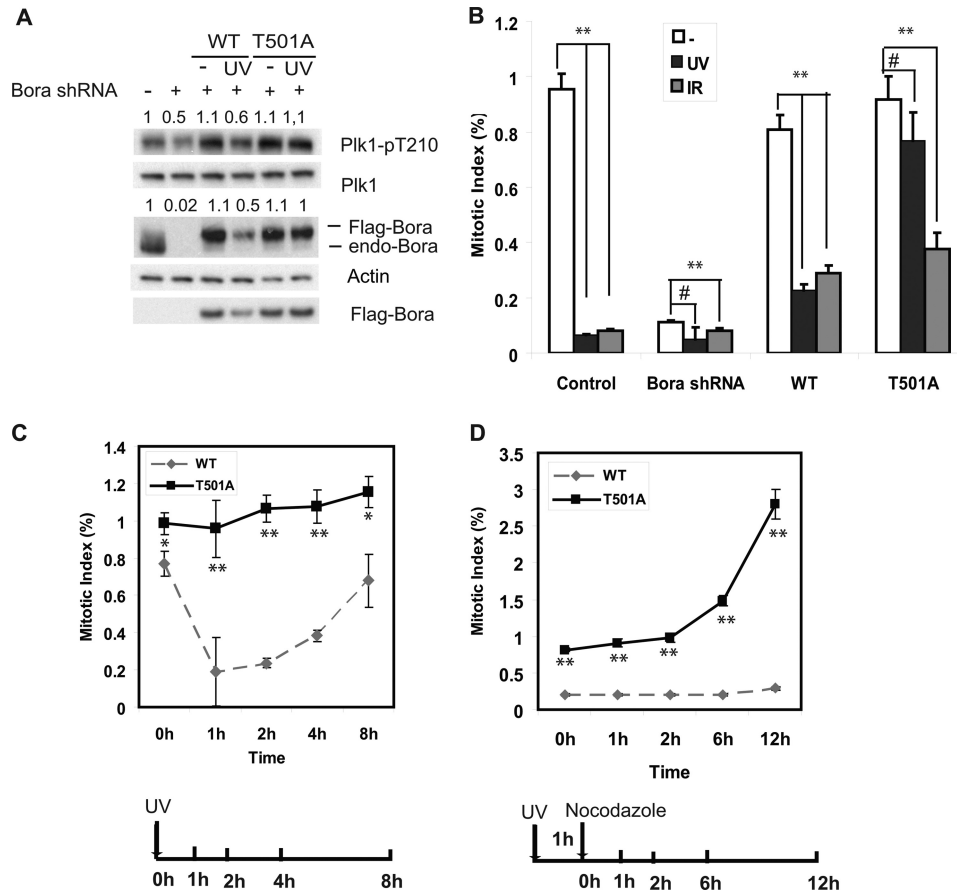 A
WT T501A
- UV - UV
Bora shRNA - + + + + +
1 0.5 1.1 0.6 1.1 1,1
Plk1-pT210
Plk1
1 0.02 1.1 0.5 1.1 1
Flag-Bora
endo-Bora
Actin
Flag-Bora
B
Mitotic Index (%)
1.2
1
0.8
0.6
0.4
0.2
0
-
UV
IR
**
**
#
**
**
#
Control Bora shRNA WT T501A
C
Mitotic Index (%)
1.4
1.2
1
0.8
0.6
0.4
0.2
0
WT
T501A
*
**
**
**
*
0h 1h 2h 4h 8h
Time
UV
0h 1h 2h 4h 8h
D
Mitotic Index (%)
3.5
3
2.5
2
1.5
1
0.5
0
WT
T501A
**
**
**
**
**
0h 1h 2h 6h 12h
Time
UV 1h Nocodazole
0h 1h 2h 6h 12h